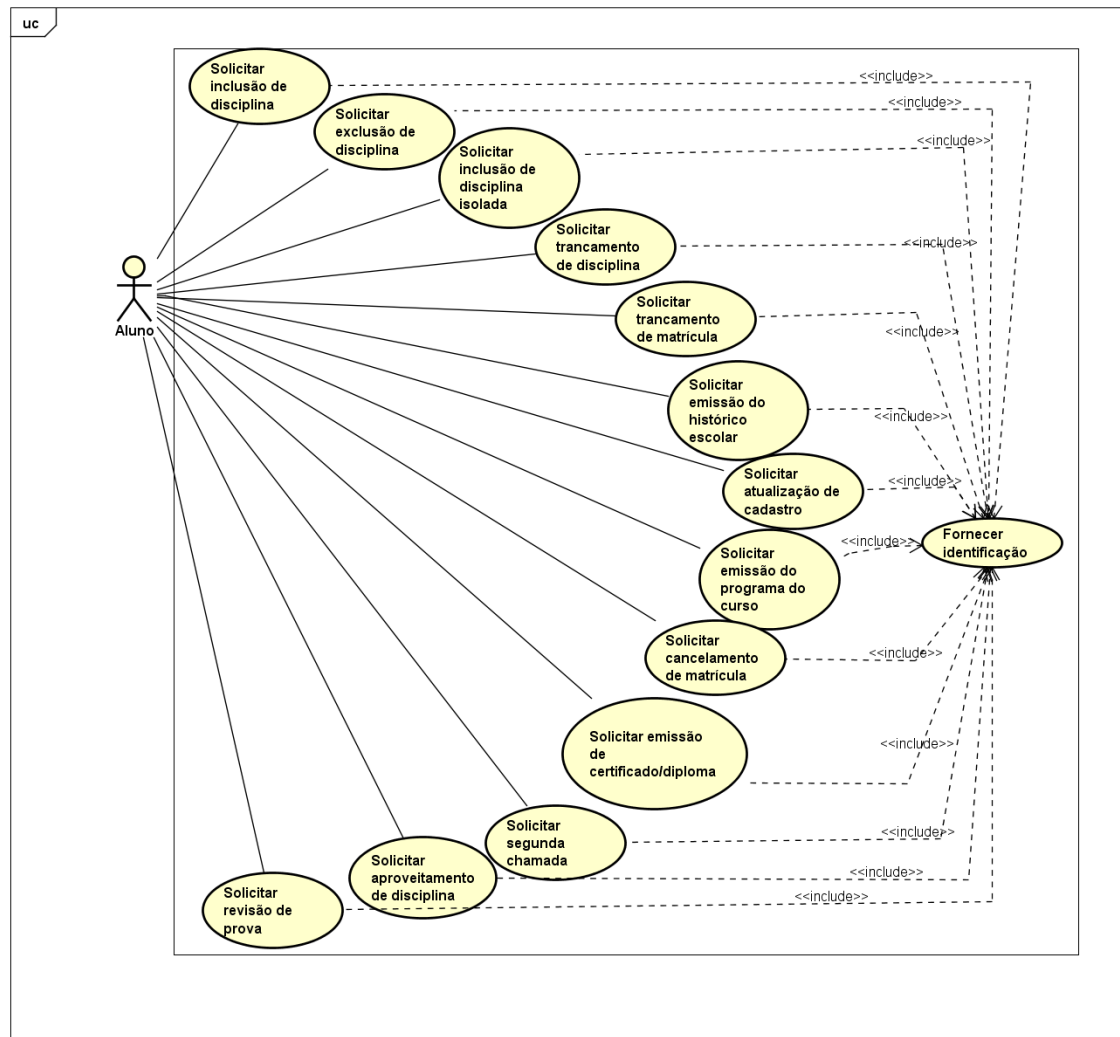 uc
Solicitar
inclusão de
disciplina
<<include>>
Solicitar
exclusão de
disciplina
<<include>>
Solicitar
inclusão de
disciplina
isolada
<<include>>
Solicitar
trancamento
de disciplina
<<include>>
Aluno
Solicitar
trancamento
de matrícula
<<include>>
Solicitar
emissão do
histórico
escolar
<<include>>
Solicitar
atualização de
cadastro
<<include>>
Solicitar
emissão do
programa do
curso
<<include>>
Fornecer
identificação
Solicitar
cancelamento
de matrícula
<<include>>
Solicitar emissão
de
certificado/diploma
<<include>>
Solicitar
segunda
chamada
<<include>>
Solicitar
aproveitamento
de disciplina
<<include>>
Solicitar
revisão de
prova
<<include>>